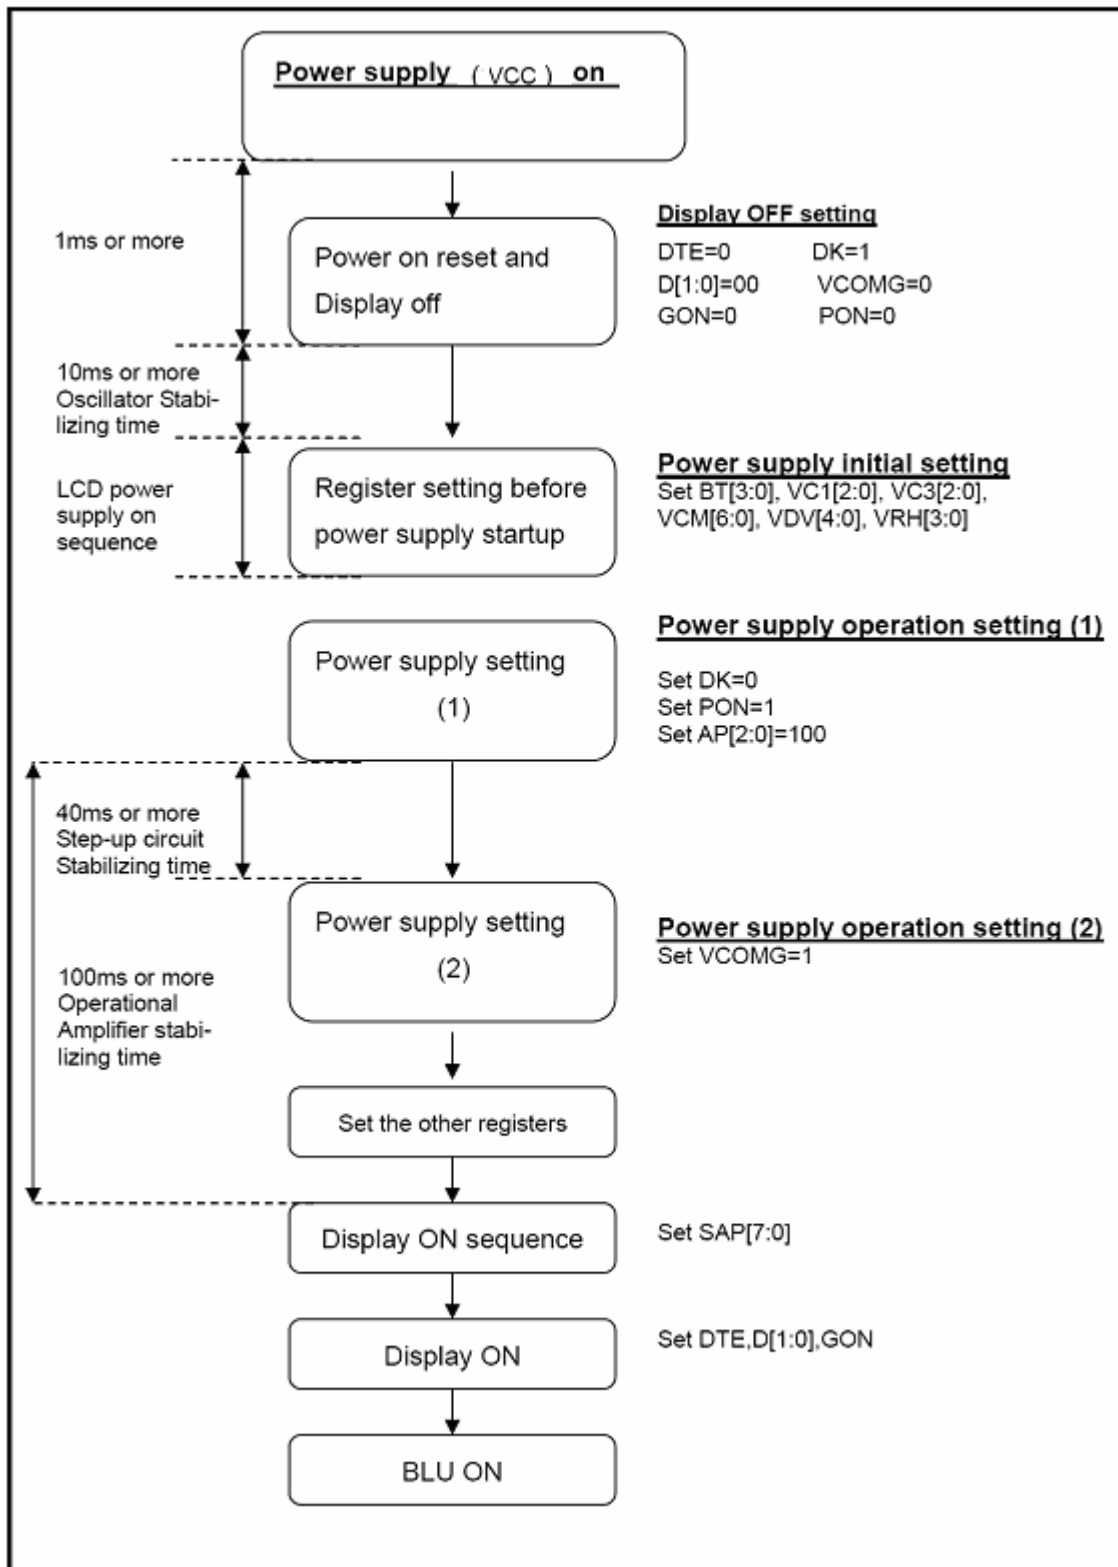 Power supply ( VCC ) on
1ms or more
Power on reset and
Display off
Display OFF setting
DTE=0 DK=1
D[1:0]=00 VCOMG=0
GON=0 PON=0
10ms or more
Oscillator Stabi-
lizing time
LCD power
supply on
sequence
Register setting before
power supply startup
Power supply initial setting
Set BT[3:0], VC1[2:0], VC3[2:0],
VCM[6:0], VDV[4:0], VRH[3:0]
Power supply setting
(1)
Power supply operation setting (1)
Set DK=0
Set PON=1
Set AP[2:0]=100
40ms or more
Step-up circuit
Stabilizing time
Power supply setting
(2)
Power supply operation setting (2)
Set VCOMG=1
100ms or more
Operational
Amplifier stabi-
lizing time
Set the other registers
Display ON sequence
Set SAP[7:0]
Display ON
Set DTE,D[1:0],GON
BLU ON